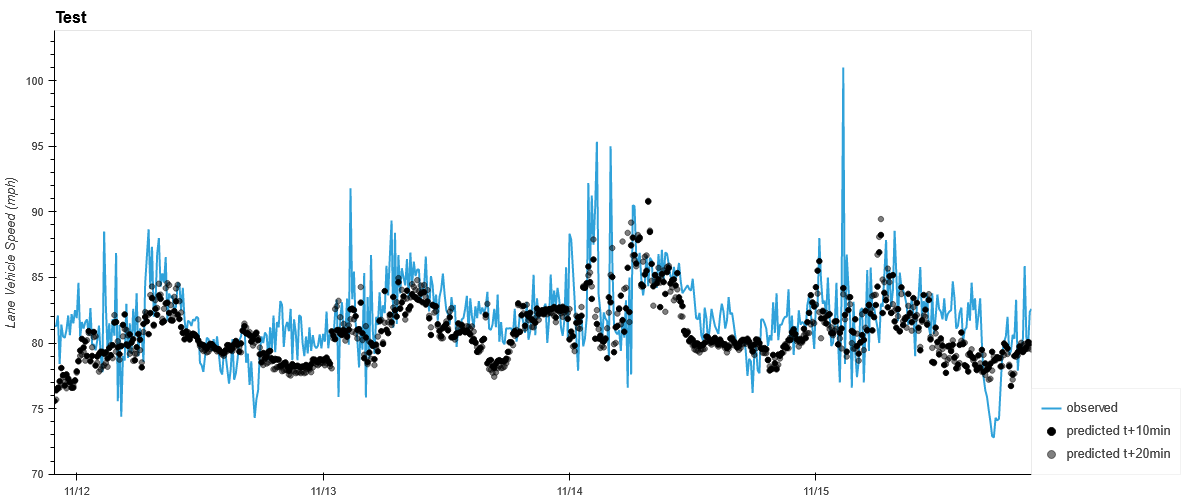 Test
Lane Vehicle Speed (mph)
100
95
90
85
80
75
70
11/12
11/13
11/14
11/15
observed
predicted t+10min
predicted t+20min